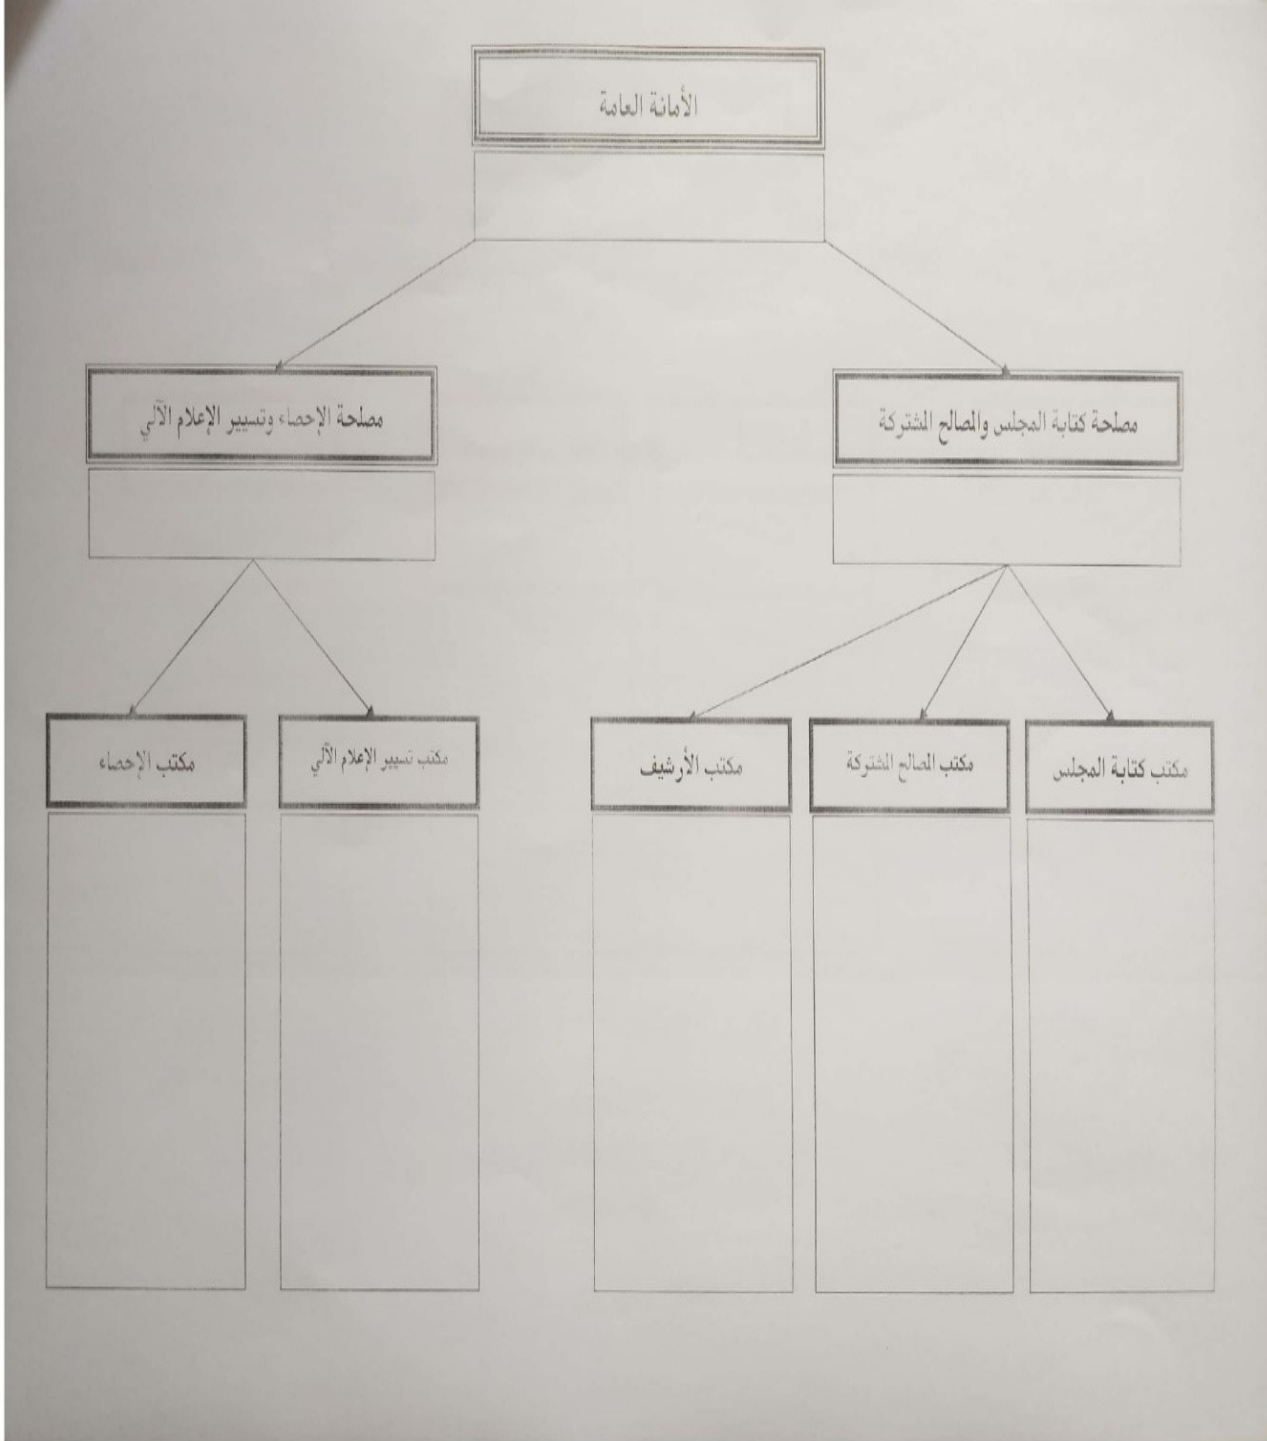 الأمانة العامة
مصلحة كتابة المجلس والمصالح المشتركة
مصلحة الإحصاء وتسيير الإعلام الآلي
مكتب كتابة المجلس
مكتب المصالح المشتركة
مكتب الأرشيف
مكتب تسيير الإعلام الآلي
مكتب الإحصاء